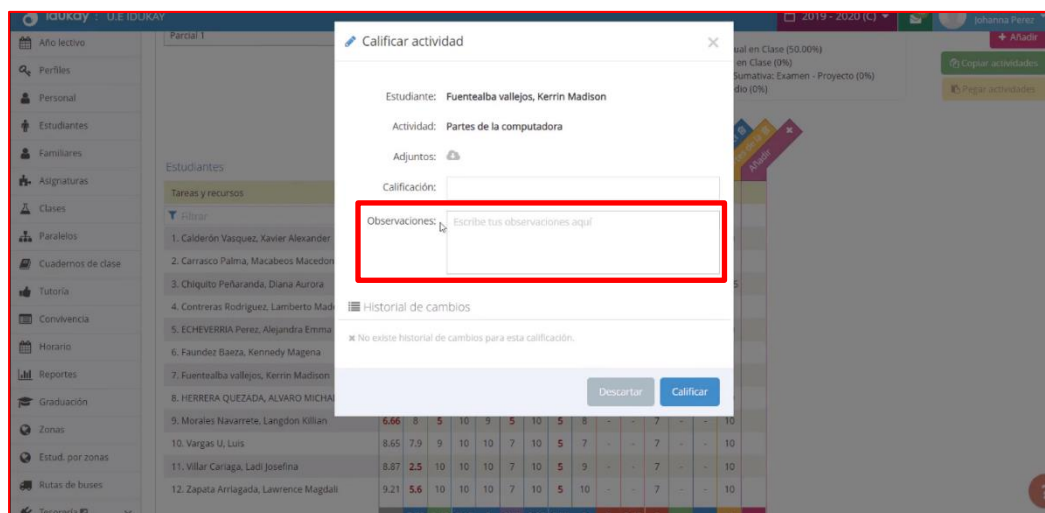 idukay : U.E IDUKAY
2019 - 2020 (C)
Johanna Perez
Año lectivo
Perfiles
Personal
Estudiantes
Familiares
Asignaturas
Clases
Paralelos
Cuadernos de clase
Tutoría
Convivencia
Horario
Reportes
Graduación
Zonas
Estud. por zonas
Rutas de buses
Parcial 1
ual en Clase (50.00%)
en Clase (0%)
Sumativa: Examen - Proyecto (0%)
dio (0%)
+ Añadir
Copiar actividades
Pegar actividades
Añadir
Calificar actividad
Estudiante: Fuentealba vallejos, Kerrin Madison
Actividad: Partes de la computadora
Adjuntos:
Calificación:
Observaciones: Escribe tus observaciones aquí
Historial de cambios
No existe historial de cambios para esta calificación.
Descartar Calificar
Estudiantes
Tareas y recursos
Filtrar
1. Calderón Vasquez, Xavier Alexander
2. Carrasco Palma, Macabeos Macedon
3. Chiquito Peñaranda, Diana Aurora
4. Contreras Rodriguez, Lamberto Mad
5. ECHEVERRIA Perez, Alejandra Emma
6. Faundez Baeza, Kennedy Magena
7. Fuentealba vallejos, Kerrin Madison
8. HERRERA QUEZADA, ALVARO MICHA
9. Morales Navarrete, Langdon Killian 6.66 8 5 10 9 5 10 5 8 - - 7 - - 10
10. Vargas U, Luis 8.65 7.9 9 10 10 7 10 5 7 - - 7 - - 10
11. Villar Cariaga, Ladi Josefina 8.87 2.5 10 10 10 7 10 5 9 - - 7 - - 10
12. Zapata Arriagada, Lawrence Magdali 9.21 5.6 10 10 10 7 10 5 10 - - 7 - - 10